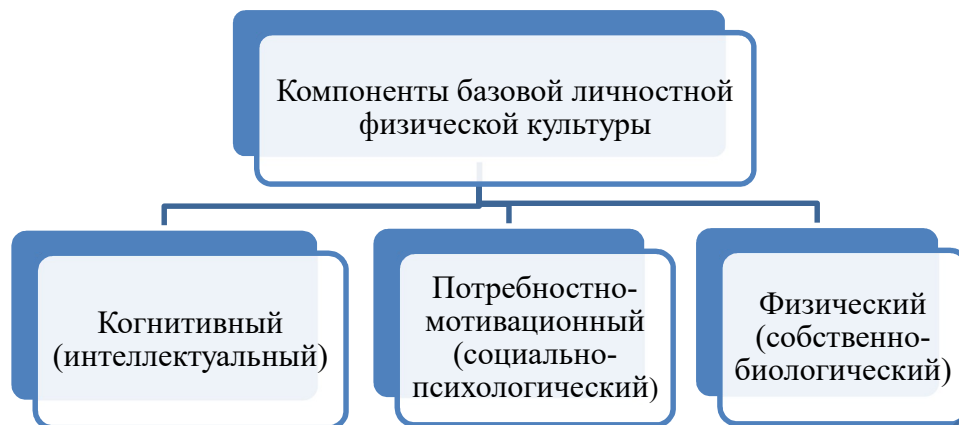 Компоненты базовой личностной
физической культуры
Когнитивный
(интеллектуальный)
Потребностно-
мотивационный
(социально-
психологический)
Физический
(собственно-
биологический)